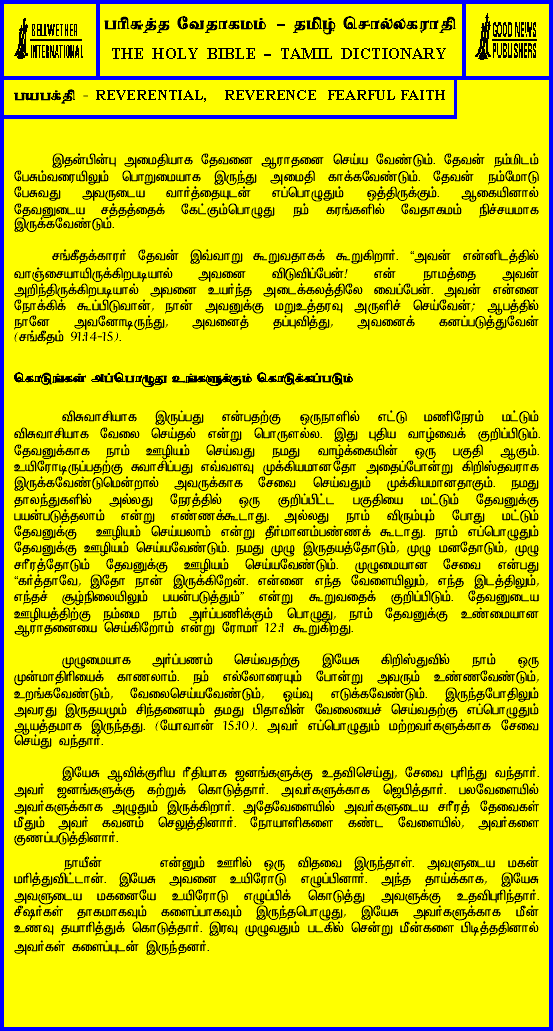 BELLWETHER
INTERNATIONAL
பரிசுத்த வேதாகமம் – தமிழ் சொல்லகராதி
THE HOLY BIBLE – TAMIL DICTIONARY
GOOD NEWS
PUBLISHERS
பயபக்தி - REVERENTIAL, REVERENCE FEARFUL FAITH
இதன்பின்பு அமைதியாக தேவனை ஆராதனை செய்ய வேண்டும். தேவன் நம்மிடம்
பேசும்வரையிலும் பொறுமையாக இருந்து அமைதி காக்கவேண்டும். தேவன் நம்மோடு
பேசுவது அவருடைய வார்த்தையுடன் எப்பொழுதும் ஒத்திருக்கும். ஆகையினால்
தேவனுடைய சத்தத்தைக் கேட்கும்பொழுது நம் கரங்களில் வேதாகமம் நிச்சயமாக
இருக்கவேண்டும்.
சங்கீதக்காரர் தேவன் இவ்வாறு கூறுவதாகக் கூறுகிறார். “அவன் என்னிடத்தில்
வாஞ்சையாயிருக்கிறபடியால் அவனை விடுவிப்பேன்! என் நாமத்தை அவன்
அறிந்திருக்கிறபடியால் அவனை உயர்ந்த அடைக்கலத்திலே வைப்பேன். அவன் என்னை
நோக்கிக் கூப்பிடுவான், நான் அவனுக்கு மறுஉத்தரவு அருளிச் செய்வேன்; ஆபத்தில்
நானே அவனோடிருந்து, அவனைத் தப்புவித்து, அவனைக் கனப்படுத்துவேன்
(சங்கீதம் 91:14-15).
கொடுங்கள் அப்பொழுது உங்களுக்கும் கொடுக்கப்படும்
விசுவாசியாக இருப்பது என்பதற்கு ஒருநாளில் எட்டு மணிநேரம் மட்டும்
விசுவாசியாக வேலை செய்தல் என்று பொருளல்ல. இது புதிய வாழ்வைக் குறிப்பிடும்.
தேவனுக்காக நாம் ஊழியம் செய்வது நமது வாழ்க்கையின் ஒரு பகுதி ஆகும்.
உயிரோடிருப்பதற்கு சுவாசிப்பது எவ்வளவு முக்கியமானதோ அதைப்போன்று கிறிஸ்தவராக
இருக்கவேண்டுமென்றால் அவருக்காக சேவை செய்வதும் முக்கியமானதாகும். நமது
தாலந்துகளில் அல்லது நேரத்தில் ஒரு குறிப்பிட்ட பகுதியை மட்டும் தேவனுக்கு
பயன்படுத்தலாம் என்று எண்ணக்கூடாது. அல்லது நாம் விரும்பும் போது மட்டும்
தேவனுக்கு ஊழியம் செய்யலாம் என்று தீர்மானம்பண்ணக் கூடாது. நாம் எப்பொழுதும்
தேவனுக்கு ஊழியம் செய்யவேண்டும். நமது முழு இருதயத்தோடும், முழு மனதோடும், முழு
சரீரத்தோடும் தேவனுக்கு ஊழியம் செய்யவேண்டும். முழுமையான சேவை என்பது
“கர்த்தாவே, இதோ நான் இருக்கிறேன். என்னை எந்த வேளையிலும், எந்த இடத்திலும்,
எந்தச் சூழ்நிலையிலும் பயன்படுத்தும்” என்று கூறுவதைக் குறிப்பிடும். தேவனுடைய
ஊழியத்திற்கு நம்மை நாம் அர்ப்பணிக்கும் பொழுது, நாம் தேவனுக்கு உண்மையான
ஆராதனையை செய்கிறோம் என்று ரோமர் 12:1 கூறுகிறது.
முழுமையாக அர்ப்பணம் செய்வதற்கு இயேசு கிறிஸ்துவில் நாம் ஒரு
முன்மாதிரியைக் காணலாம். நம் எல்லோரையும் போன்று அவரும் உண்ணவேண்டும்,
உறங்கவேண்டும், வேலைசெய்யவேண்டும், ஓய்வு எடுக்கவேண்டும். இருந்தபோதிலும்
அவரது இருதயமும் சிந்தனையும் தமது பிதாவின் வேலையைச் செய்வதற்கு எப்பொழுதும்
ஆயத்தமாக இருந்தது. (யோவான் 15:10). அவர் எப்பொழுதும் மற்றவர்களுக்காக சேவை
செய்து வந்தார்.
இயேசு ஆவிக்குரிய ரீதியாக ஜனங்களுக்கு உதவிசெய்து, சேவை புரிந்து வந்தார்.
அவர் ஜனங்களுக்கு கற்றுக் கொடுத்தார். அவர்களுக்காக ஜெபித்தார். பலவேளையில்
அவர்களுக்காக அழுதும் இருக்கிறார். அதேவேளையில் அவர்களுடைய சரீரத் தேவைகள்
மீதும் அவர் கவனம் செலுத்தினார். நோயாளிகளை கண்ட வேளையில், அவர்களை
குணப்படுத்தினார்.
நாயீன் என்னும் ஊரில் ஒரு விதவை இருந்தாள். அவளுடைய மகன்
மரித்துவிட்டான். இயேசு அவனை உயிரோடு எழுப்பினார். அந்த தாய்க்காக, இயேசு
அவளுடைய மகனையே உயிரோடு எழுப்பிக் கொடுத்து அவளுக்கு உதவிபுரிந்தார்.
சீஷர்கள் தாகமாகவும் களைப்பாகவும் இருந்தபொழுது, இயேசு அவர்களுக்காக மீன்
உணவு தயாரித்துக் கொடுத்தார். இரவு முழுவதும் படகில் சென்று மீன்களை பிடித்ததினால்
அவர்கள் களைப்புடன் இருந்தனர்.